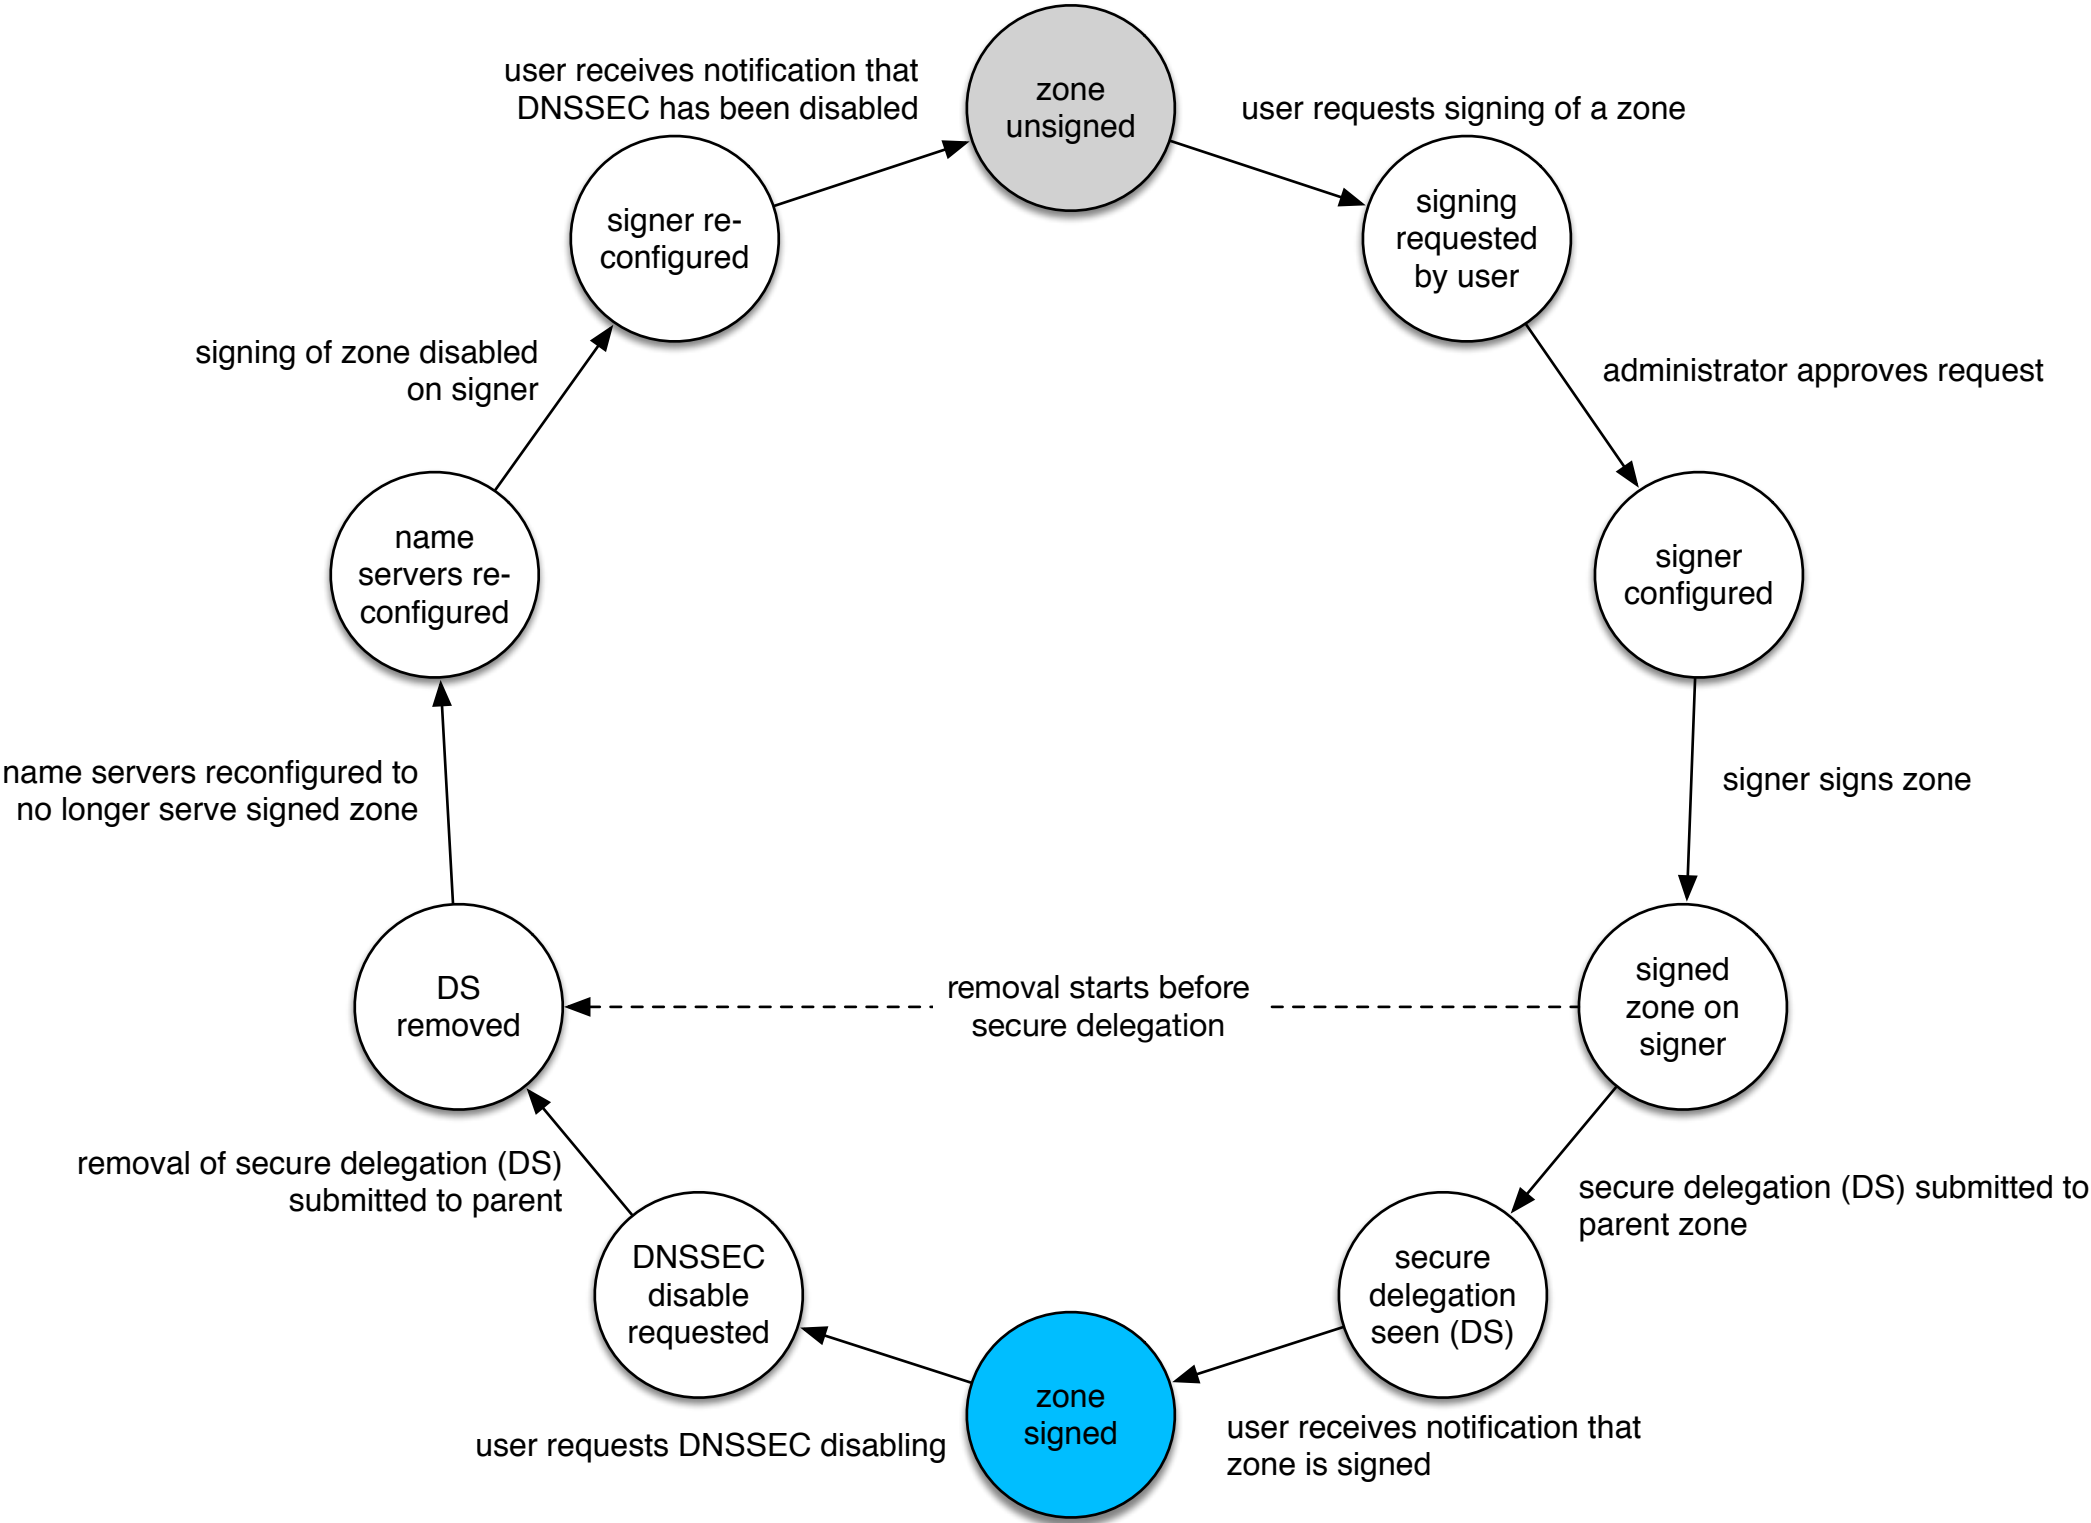 user receives notification that
DNSSEC has been disabled
zone
unsigned
user requests signing of a zone
signer re-
configured
signing
requested
by user
signing of zone disabled
on signer
administrator approves request
name
servers re-
configured
signer
configured
name servers reconfigured to
no longer serve signed zone
signer signs zone
DS
removed
removal starts before
secure delegation
signed
zone on
signer
removal of secure delegation (DS)
submitted to parent
secure delegation (DS) submitted to
parent zone
DNSSEC
disable
requested
secure
delegation
seen (DS)
zone
signed
user requests DNSSEC disabling
user receives notification that
zone is signed